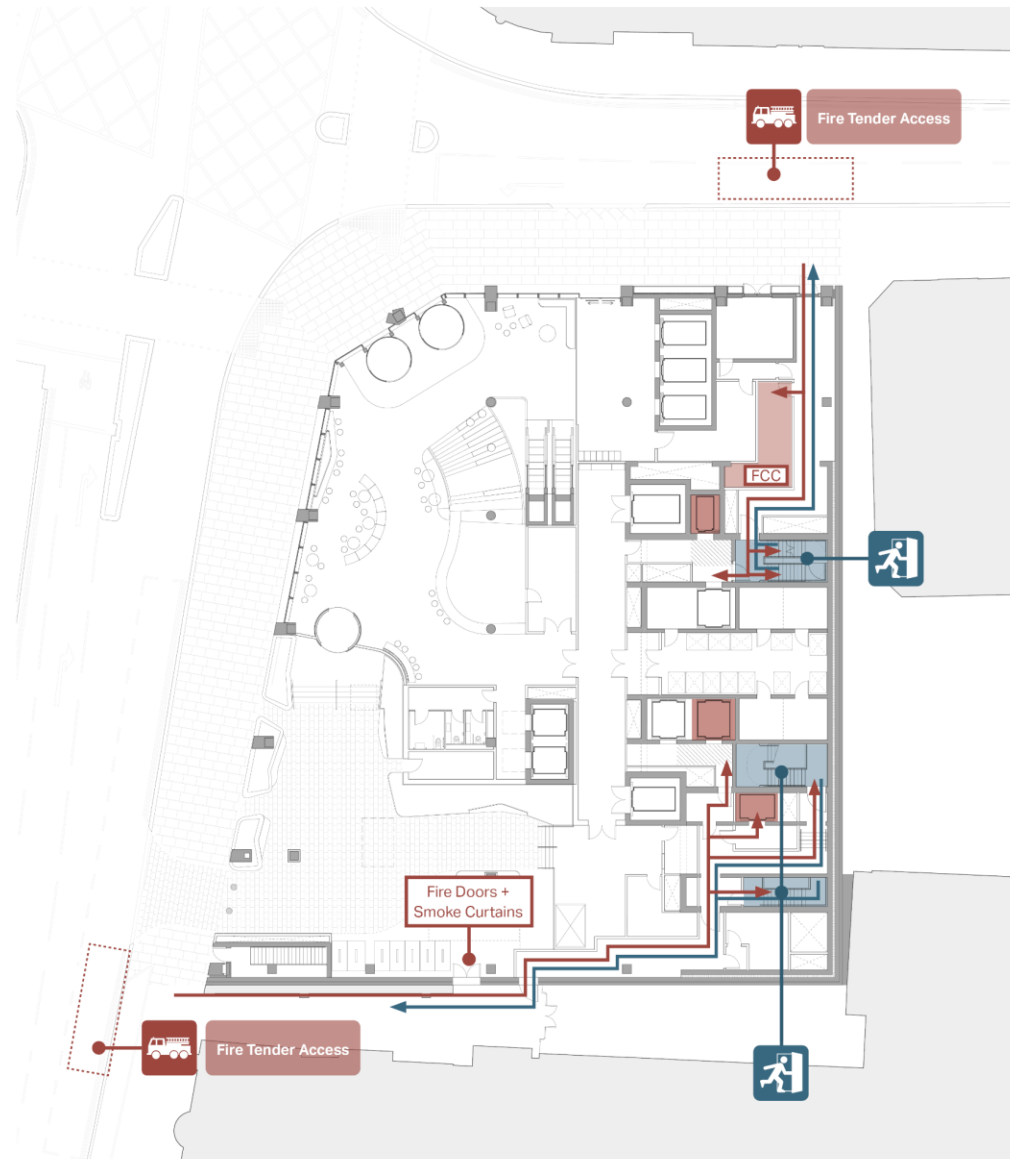 Fire Tender Access
FCC
Fire Doors +
Smoke Curtains
Fire Tender Access